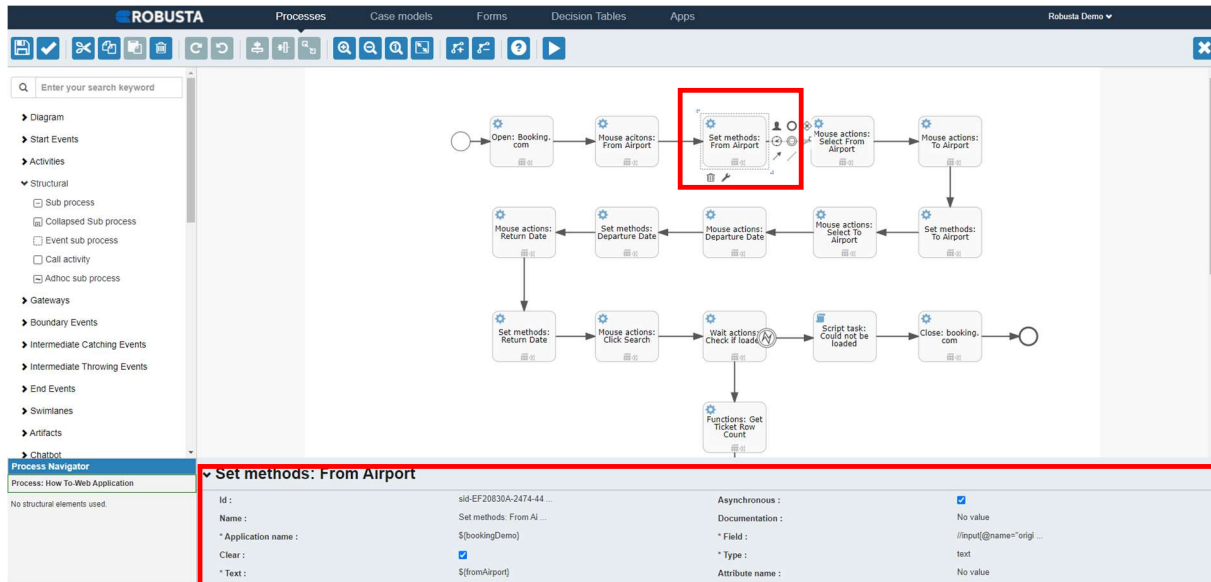 ROBUSTA
Processes
Case models
Forms
Decision Tables
Apps
Robusta Demo
Enter your search keyword
Diagram
Start Events
Activities
Structural
Sub process
Collapsed Sub process
Event sub process
Call activity
Adhoc sub process
Gateways
Boundary Events
Intermediate Catching Events
Intermediate Throwing Events
End Events
Swimlanes
Artifacts
Chatbot
Process Navigator
Process: How To-Web Application
No structural elements used.
Open: Booking.
com
Mouse acitons:
From Airport
Set methods:
From Airport
Mouse actions:
Select From
Airport
Mouse actions:
To Airport
Mouse actions:
Return Date
Set methods:
Departure Date
Mouse actions:
Departure Date
Mouse actions:
Select To
Airport
Set methods:
To Airport
Set methods:
Return Date
Mouse actions:
Click Search
Wait actions:
Check if loade
Script task:
Could not be
loaded
Close: booking.
com
Functions: Get
Ticket Row
Count
Set methods: From Airport
Id : sid-EF20830A-2474-44 ... Asynchronous :
Name : Set methods: From Ai ... Documentation : No value
* Application name : ${bookingDemo} * Field : //input[@name="origi ...
Clear : * Type : text
* Text : ${fromAirport} Attribute name : No value